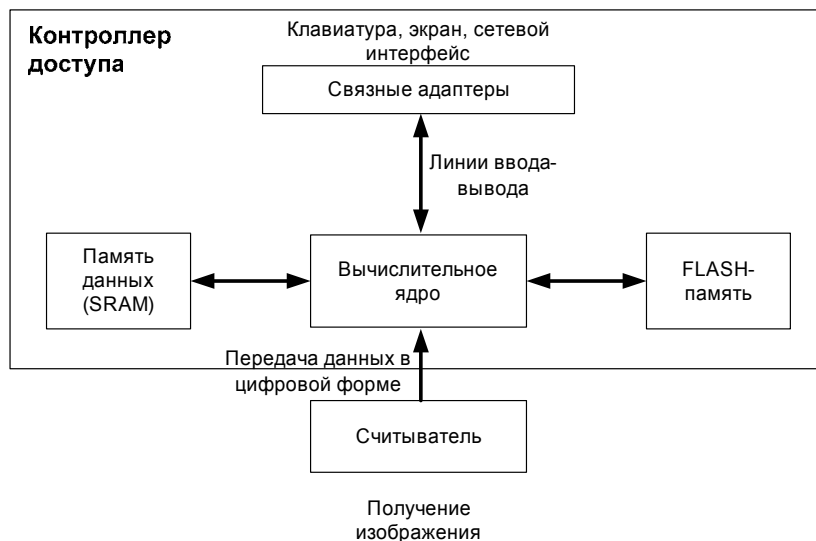 Контроллер
доступа
Клавиатура, экран, сетевой
интерфейс
Связные адаптеры
Линии ввода-
вывода
Память
данных
(SRAM)
Вычислительное
ядро
FLASH-
память
Передача данных в
цифровой форме
Считыватель
Получение
изображения